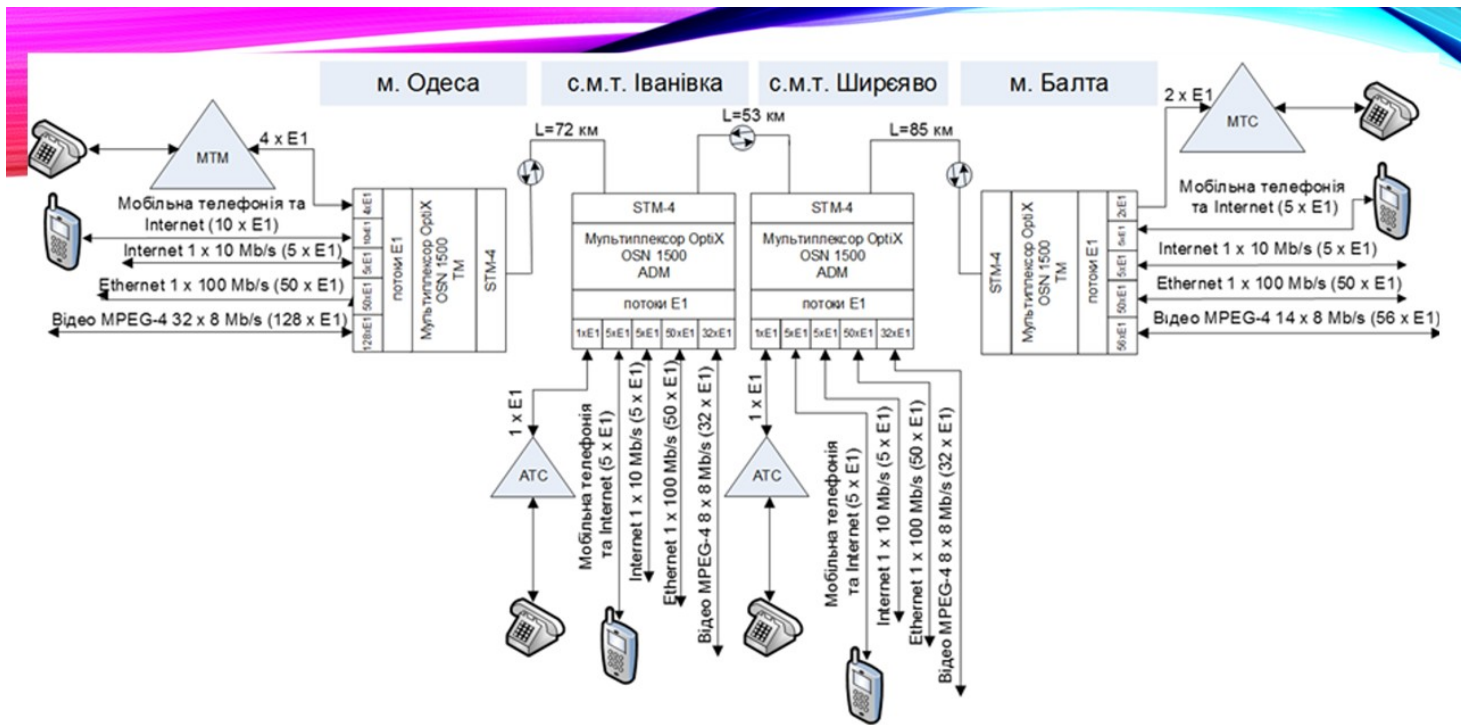 м. Одеса
с.м.т. Іванівка
с.м.т. Ширєяво
м. Балта
L=72 км
L=53 км
L=85 км
МТМ
4 x E1
Мобільна телефонія та
Internet (10 x E1)
Internet 1 x 10 Mb/s (5 x E1)
Ethernet 1 x 100 Mb/s (50 x E1)
Відео MPEG-4 32 x 8 Mb/s (128 x E1)
4xE1
10xE1
5xE1
50xE1
128xE1
потоки E1
Мультиплексор OptiX
OSN 1500
TM
STM-4
STM-4
Мультиплексор OptiX
OSN 1500
ADM
потоки E1
1xE1
5xE1
5xE1
50xE1
32xE1
1 x E1
АТС
Мобільна телефонія
та Internet (5 x E1)
Internet 1 x 10 Mb/s (5 x E1)
Ethernet 1 x 100 Mb/s (50 x E1)
Відео MPEG-4 8 x 8 Mb/s (32 x E1)
STM-4
Мультиплексор OptiX
OSN 1500
ADM
потоки E1
1xE1
5xE1
5xE1
50xE1
32xE1
1 x E1
АТС
Мобільна телефонія
та Internet (5 x E1)
Internet 1 x 10 Mb/s (5 x E1)
Ethernet 1 x 100 Mb/s (50 x E1)
Відео MPEG-4 8 x 8 Mb/s (32 x E1)
STM-4
Мультиплексор OptiX
OSN 1500
TM
потоки E1
2xE1
5xE1
5xE1
50xE1
56xE1
2 x E1
МТС
Мобільна телефонія
та Internet (5 x E1)
Internet 1 x 10 Mb/s (5 x E1)
Ethernet 1 x 100 Mb/s (50 x E1)
Відео MPEG-4 14 x 8 Mb/s (56 x E1)